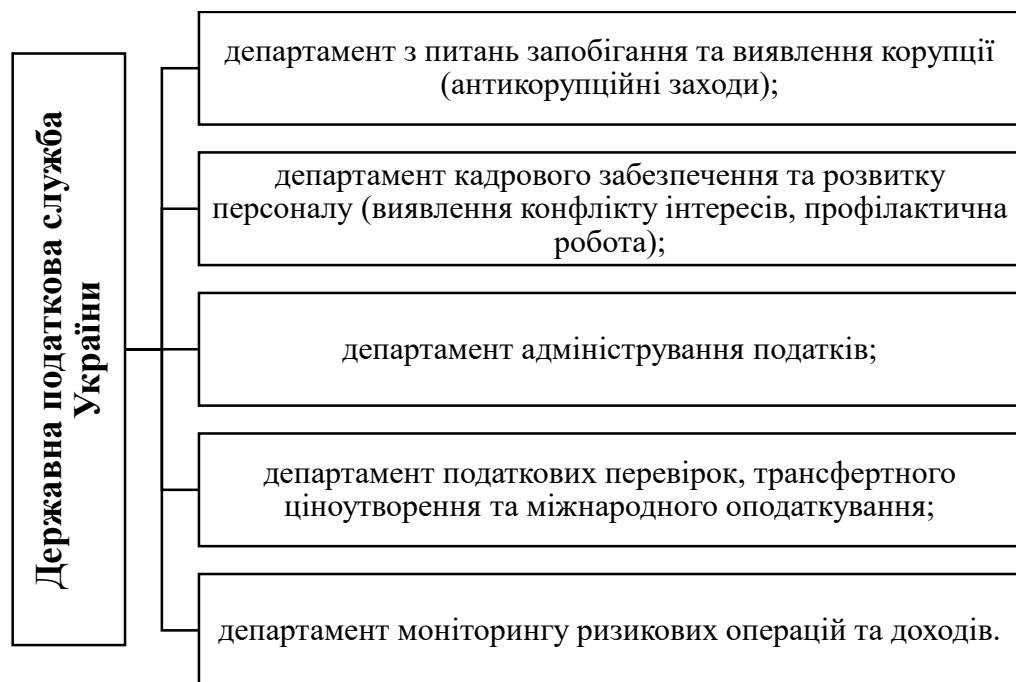 Державна податкова служба
України
департамент з питань запобігання та виявлення корупції
(антикорупційні заходи);
департамент кадрового забезпечення та розвитку
персоналу (виявлення конфлікту інтересів, профілактична
робота);
департамент адміністрування податків;
департамент податкових перевірок, трансфертного
ціноутворення та міжнародного оподаткування;
департамент моніторингу ризикових операцій та доходів.